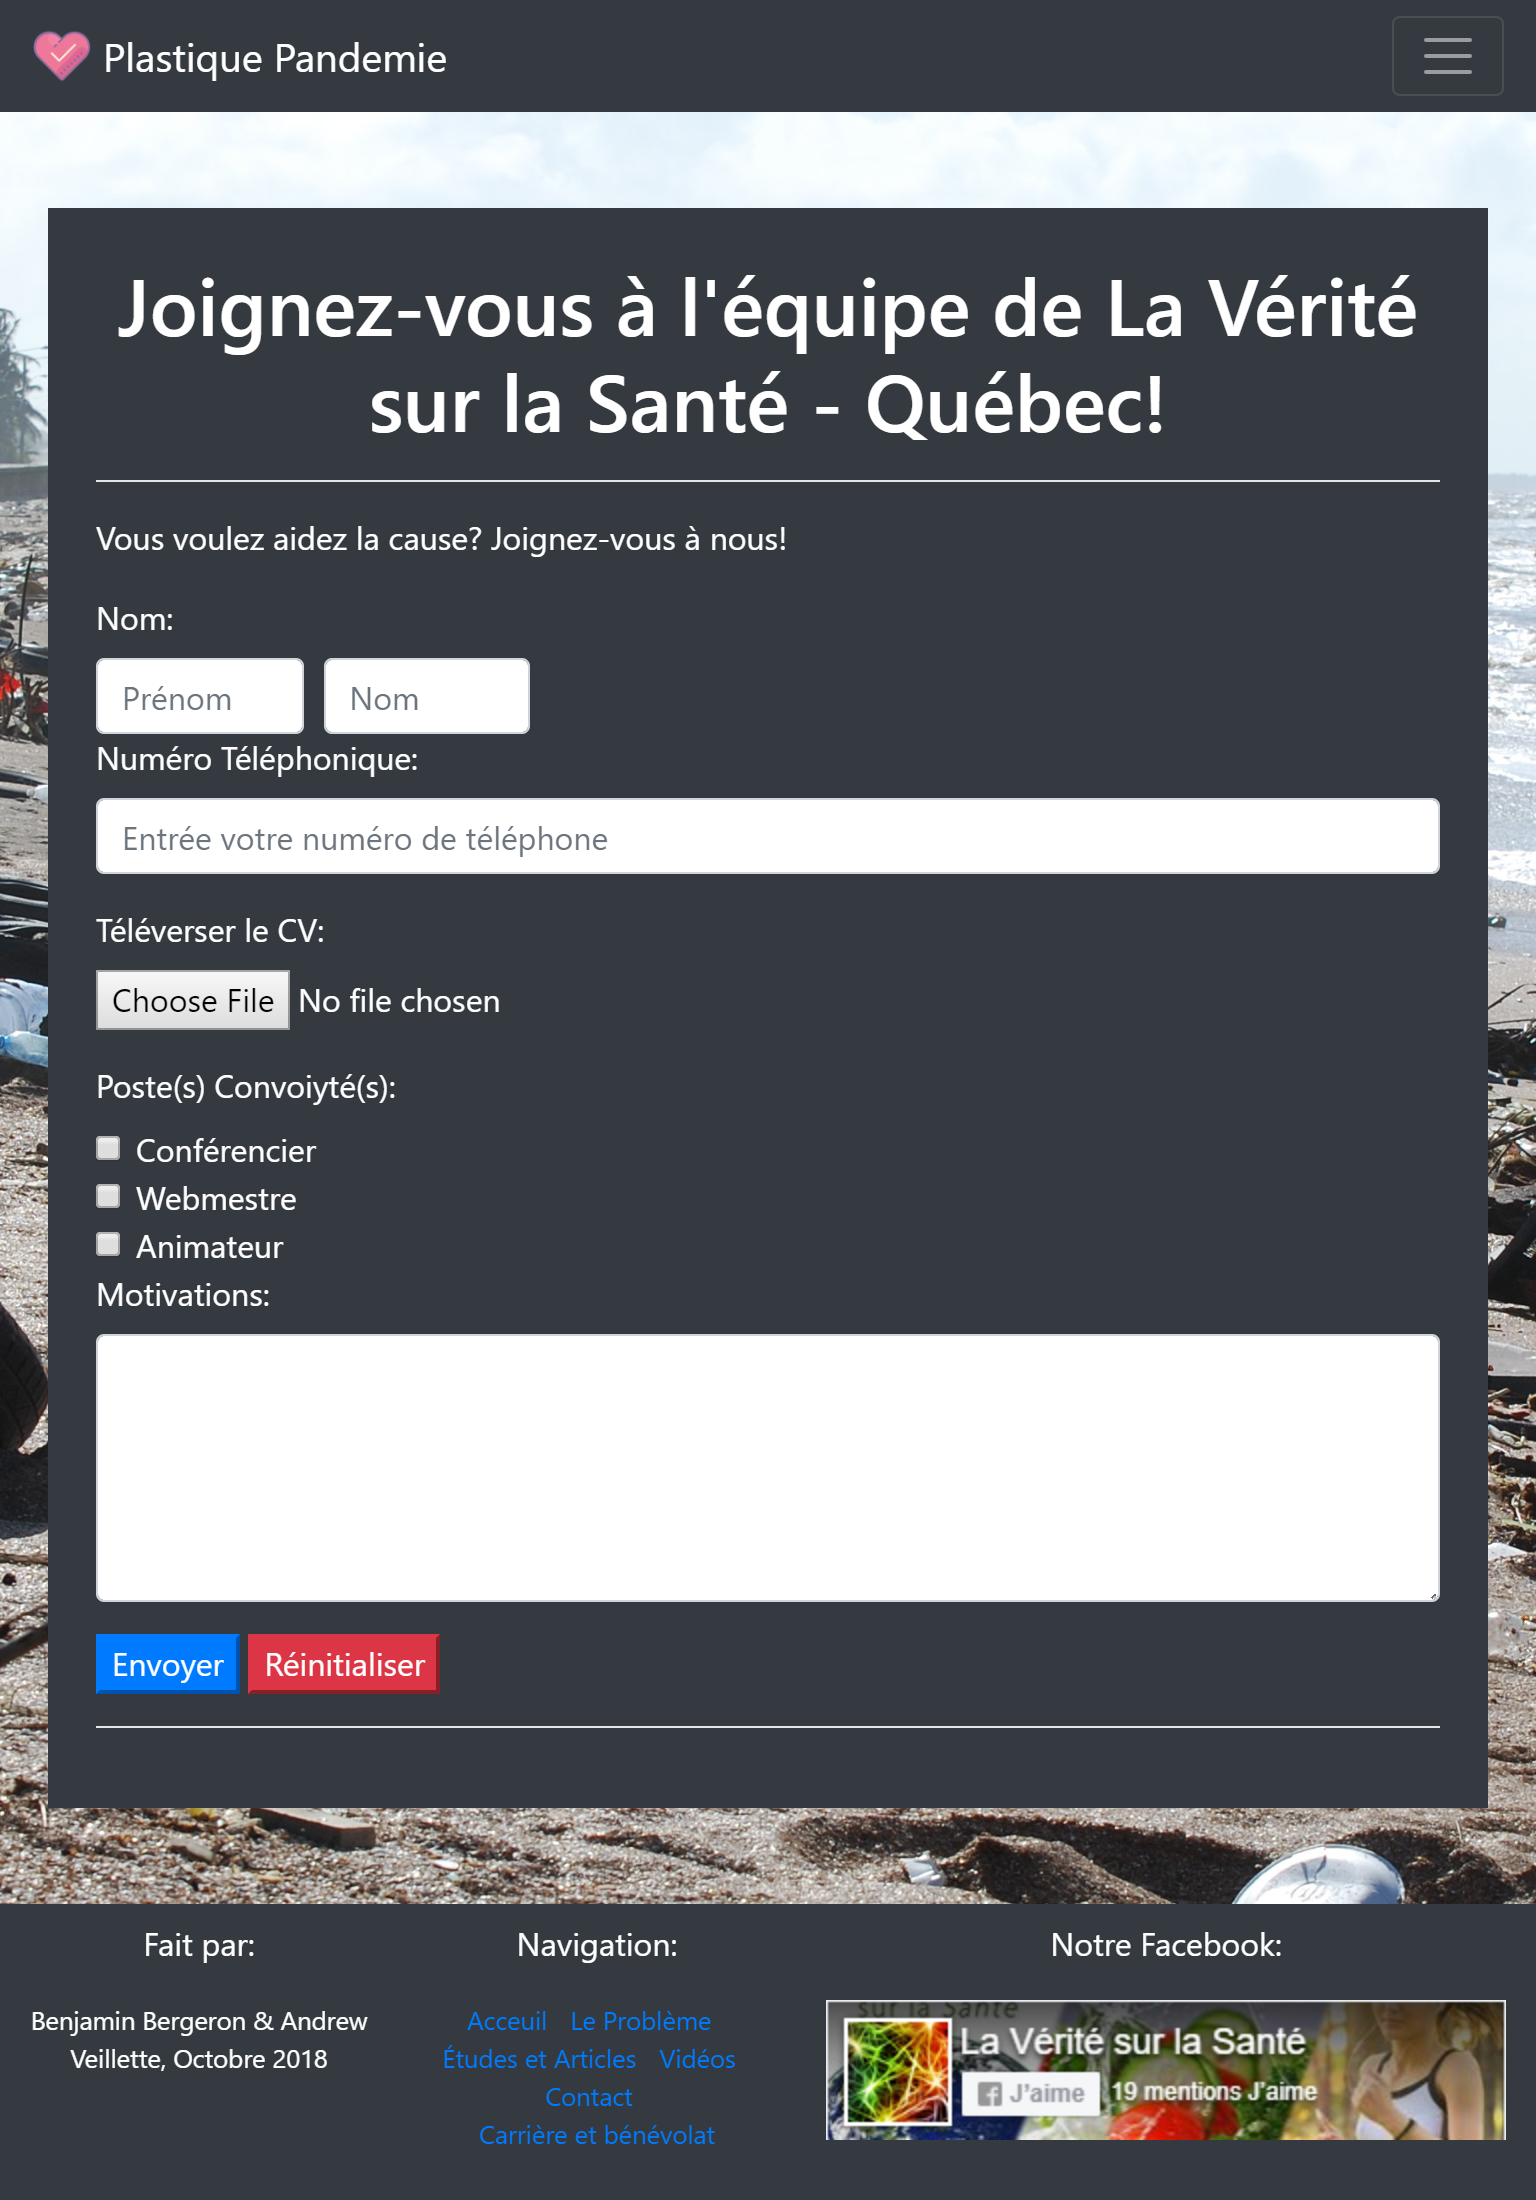 Plastique Pandemie
Joignez-vous à l'équipe de La Vérité
sur la Santé - Québec!
Vous voulez aidez la cause? Joignez-vous à nous!
Nom:
Prénom Nom
Numéro Téléphonique:
Entrée votre numéro de téléphone
Téléverser le CV:
Choose File No file chosen
Poste(s) Convoiyté(s):
Conférencier
Webmestre
Animateur
Motivations:
Envoyer Réinitialiser
Fait par:
Benjamin Bergeron & Andrew
Veillette, Octobre 2018
Navigation:
Acceuil Le Problème
Études et Articles Vidéos
Contact
Carrière et bénévolat
Notre Facebook:
sur la Santé
La Vérité sur la Santé
J'aime 19 mentions J'aime